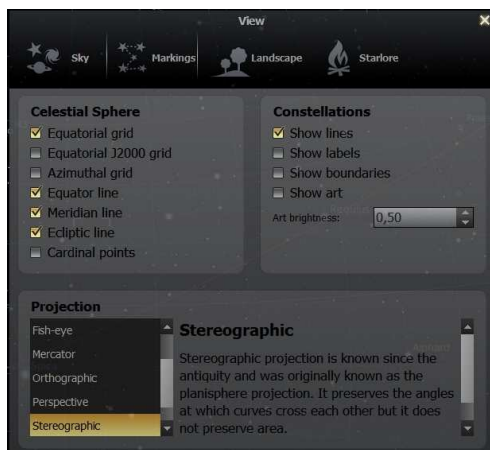 View
Sky
Markings
Landscape
Starlore
Celestial Sphere
Equatorial grid
Equatorial J2000 grid
Azimuthal grid
Equator line
Meridian line
Ecliptic line
Cardinal points
Constellations
Show lines
Show labels
Show boundaries
Show art
Art brightness: 0,50
Projection
Fish-eye
Mercator
Orthographic
Perspective
Stereographic
Stereographic
Stereographic projection is known since the
antiquity and was originally known as the
planisphere projection. It preserves the angles
at which curves cross each other but it does
not preserve area.